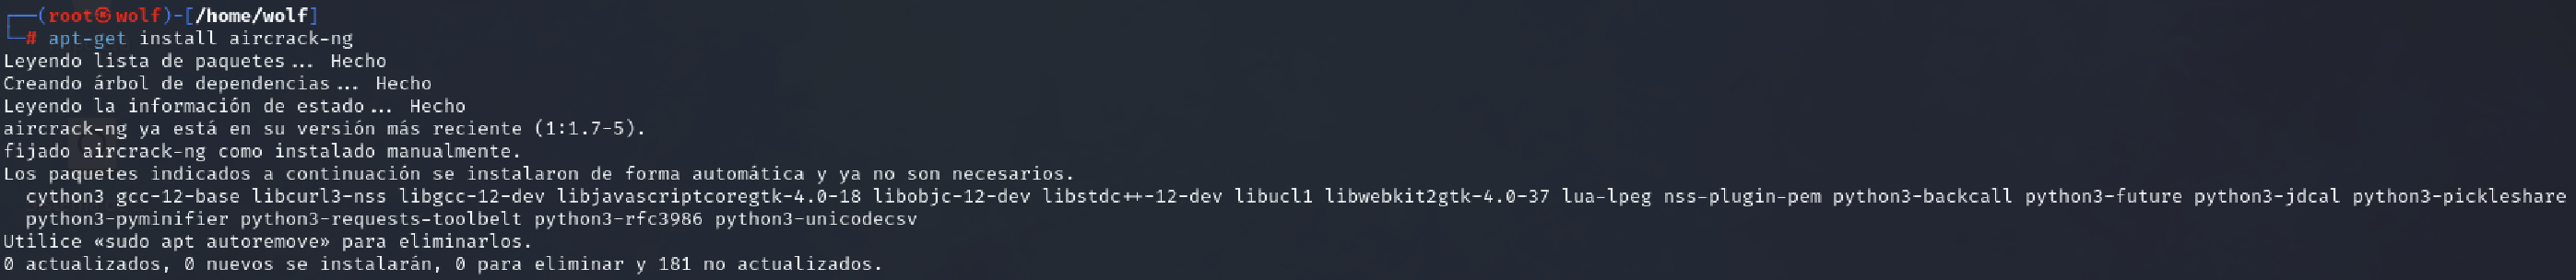 ┌──(root㉿wolf)-[/home/wolf]
└─# apt-get install aircrack-ng
Leyendo lista de paquetes... Hecho
Creando árbol de dependencias... Hecho
Leyendo la información de estado... Hecho
aircrack-ng ya está en su versión más reciente (1:1.7-5).
fijado aircrack-ng como instalado manualmente.
Los paquetes indicados a continuación se instalaron de forma automática y ya no son necesarios.
  cython3 gcc-12-base libcurl3-nss libgcc-12-dev libjavascriptcoregtk-4.0-18 libobjc-12-dev libstdc++-12-dev libucl1 libwebkit2gtk-4.0-37 lua-lpeg nss-plugin-pem python3-backcall python3-future python3-jdcal python3-pickleshare
  python3-pyminifier python3-requests-toolbelt python3-rfc3986 python3-unicodecsv
Utilice «sudo apt autoremove» para eliminarlos.
0 actualizados, 0 nuevos se instalarán, 0 para eliminar y 181 no actualizados.